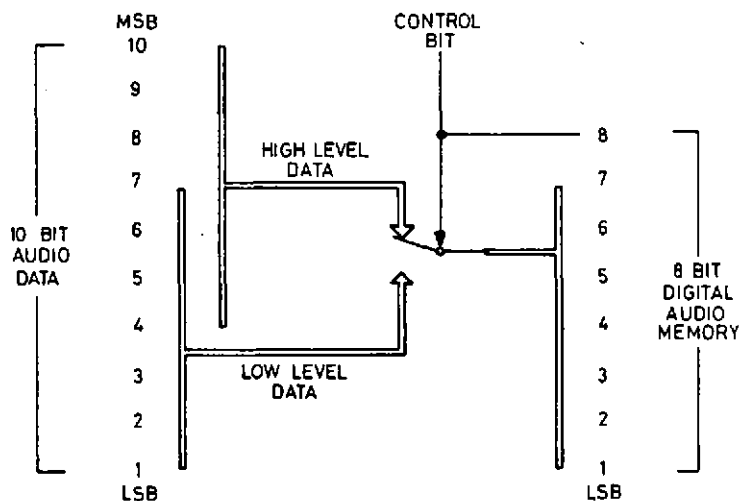 MSB
10
9
8
7
6
5
4
3
2
1
LSB
10 BIT
AUDIO
DATA
HIGH LEVEL
DATA
LOW LEVEL
DATA
CONTROL
BIT
8
7
6
5
4
3
2
1
LSB
8 BIT
DIGITAL
AUDIO
MEMORY